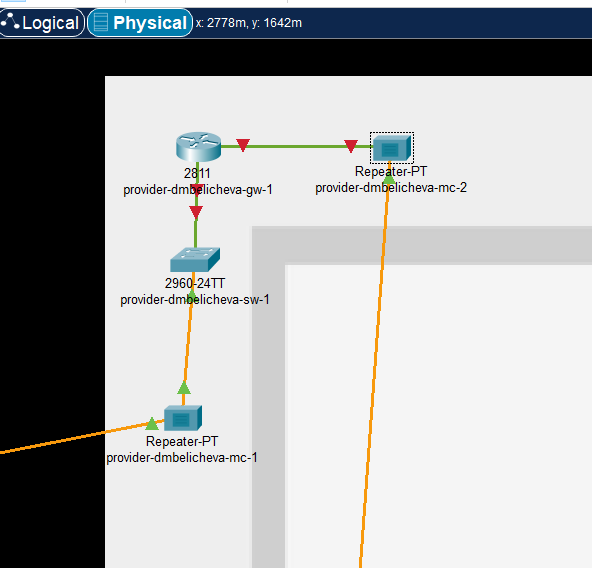 Logical Physical x: 2778m, y: 1642m
2811
provider-dmbelicheva-gw-1
Repeater-PT
provider-dmbelicheva-mc-2
2960-24TT
provider-dmbelicheva-sw-1
Repeater-PT
provider-dmbelicheva-mc-1